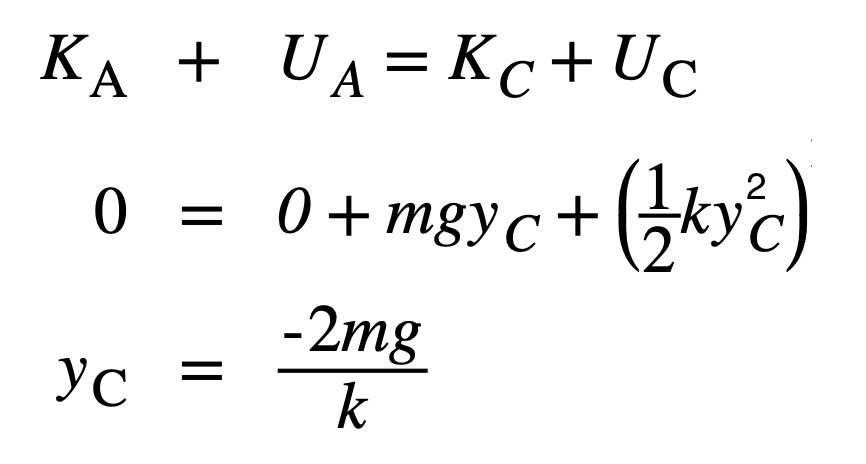 K_A + U_A = K_C + U_C
0 = 0 + mgy_C + (1/2 ky_C^2)
y_C = -2mg/k